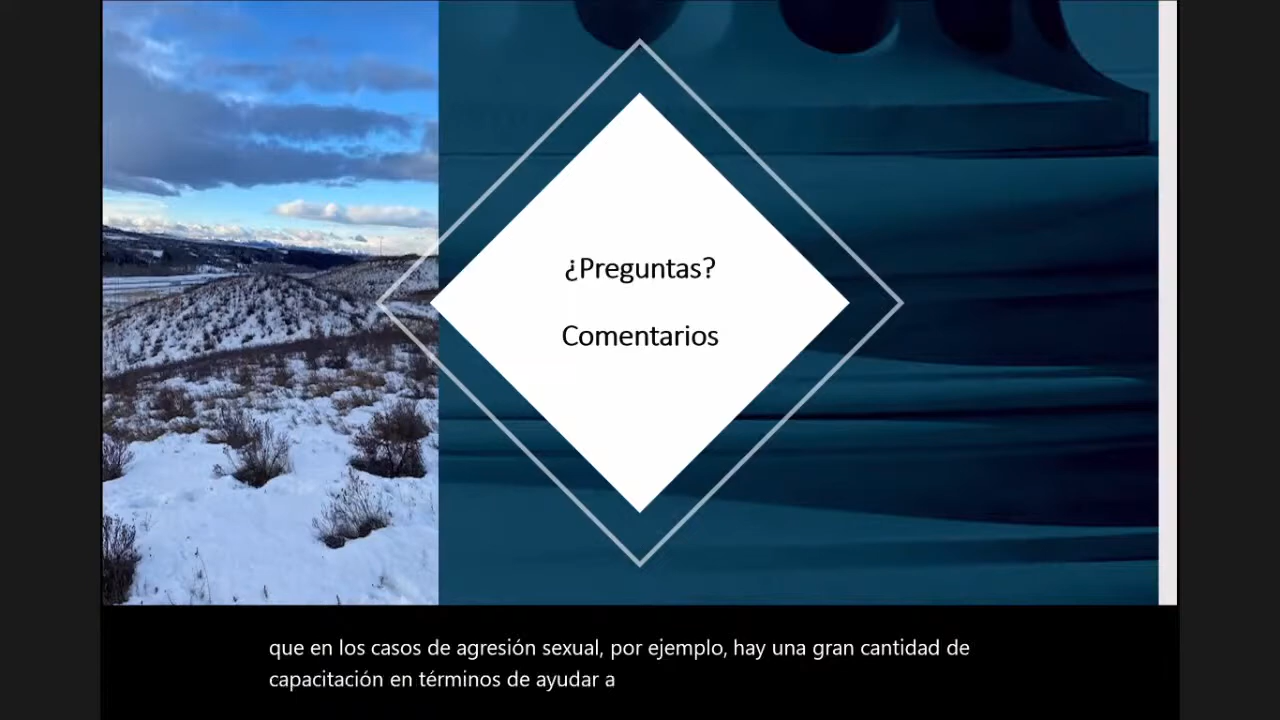 ¿Preguntas?
Comentarios
que en los casos de agresión sexual, por ejemplo, hay una gran cantidad de
capacitación en términos de ayudar a